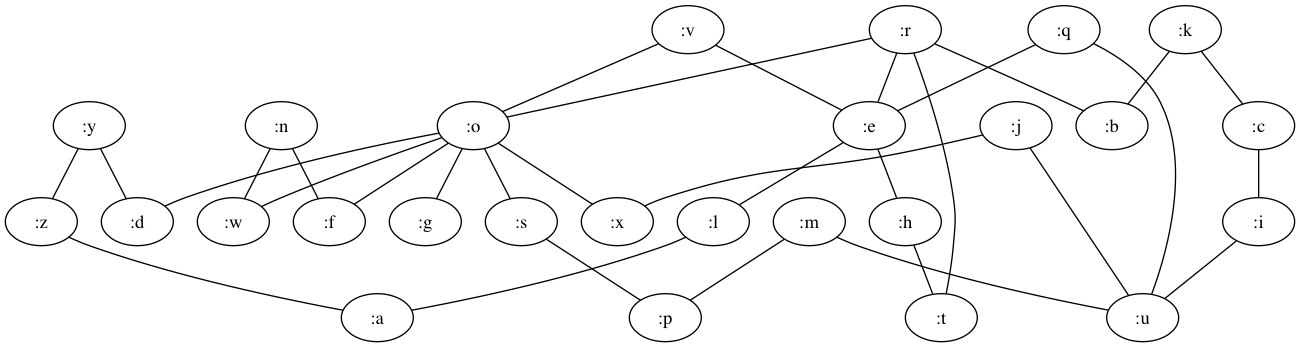 :v :r :q :k
:y :n :o :e :j :b :c
:z :d :w :f :g :s :x :l :m :h :i
:a :p :t :u